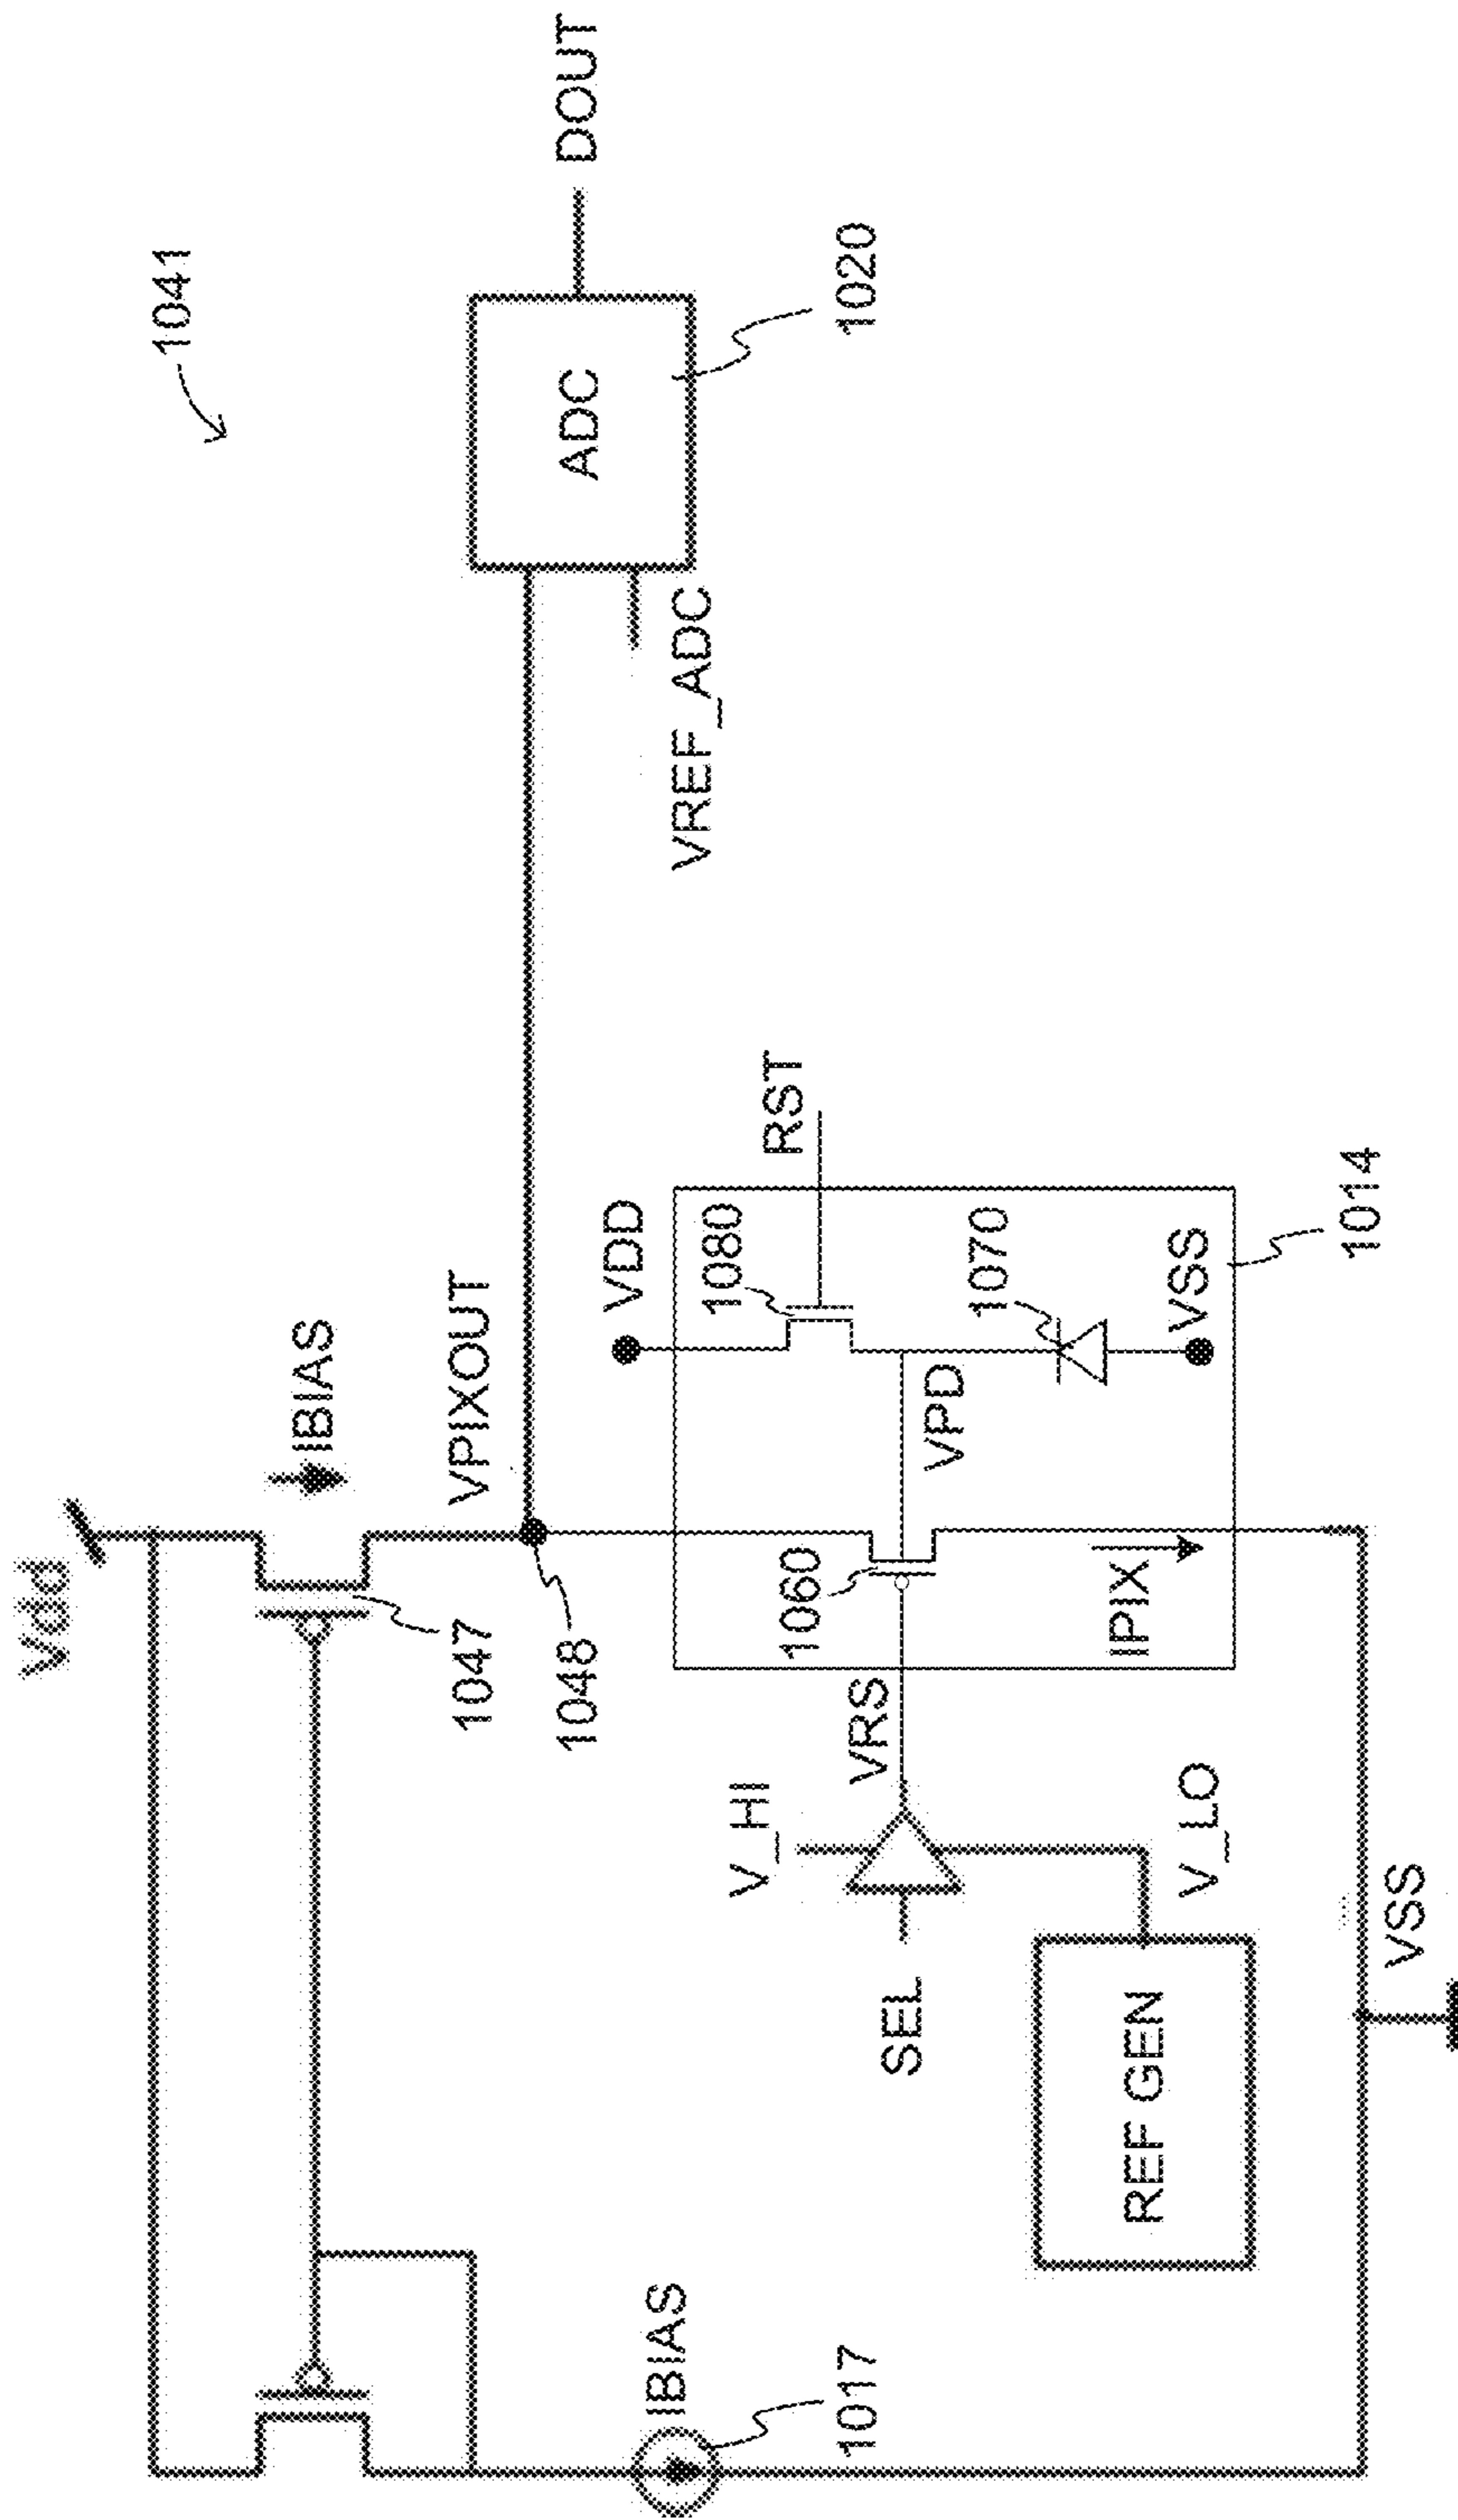 1041
Vdd
IBIAS
1047
VPIXOUT
1048
ADC
DOUT
1020
VREF_ADC
VDD
RST
1080
1060
VPD
1070
VSS
IPIX
1014
V_HI
VRS
SEL
V_LO
REF GEN
IBIAS
1017
VSS